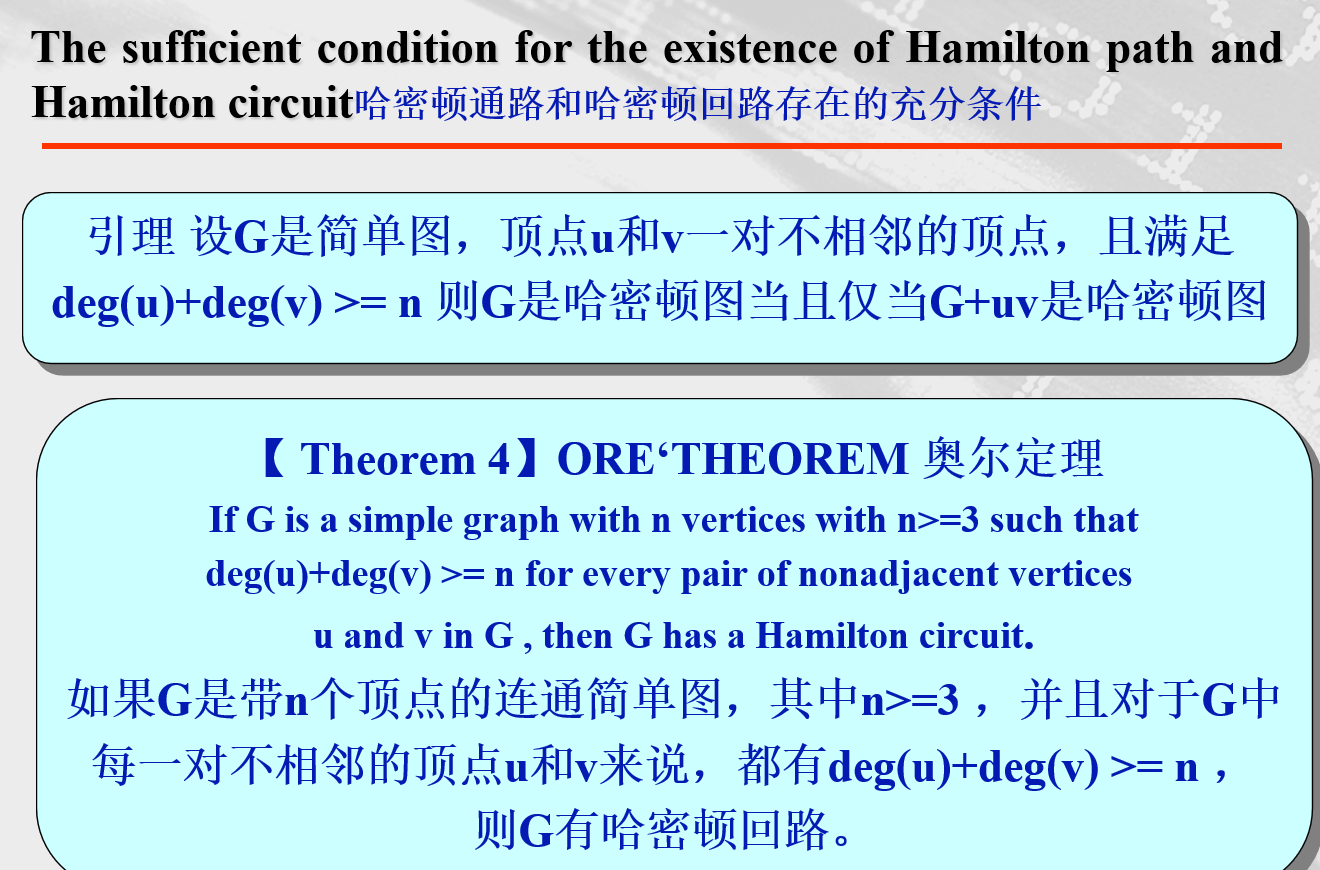 The sufficient condition for the existence of Hamilton path and
Hamilton circuit哈密顿通路和哈密顿回路存在的充分条件
引理 设G是简单图，顶点u和v一对不相邻的顶点，且满足
deg(u)+deg(v) >= n 则G是哈密顿图当且仅当G+uv是哈密顿图
【 Theorem 4】ORE‘THEOREM 奥尔定理
If G is a simple graph with n vertices with n>=3 such that
deg(u)+deg(v) >= n for every pair of nonadjacent vertices
u and v in G , then G has a Hamilton circuit.
如果G是带n个顶点的连通简单图，其中n>=3 ，并且对于G中
每一对不相邻的顶点u和v来说，都有deg(u)+deg(v) >= n ，
则G有哈密顿回路。